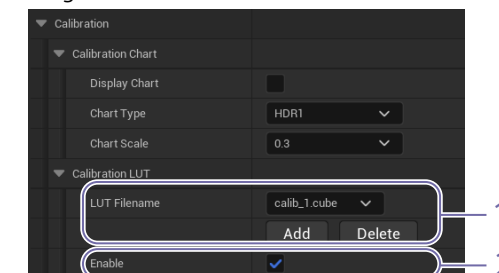 Calibration
Calibration Chart
Display Chart
Chart Type HDR1
Chart Scale 0.3
Calibration LUT
LUT Filename calib_1.cube
Add Delete
Enable